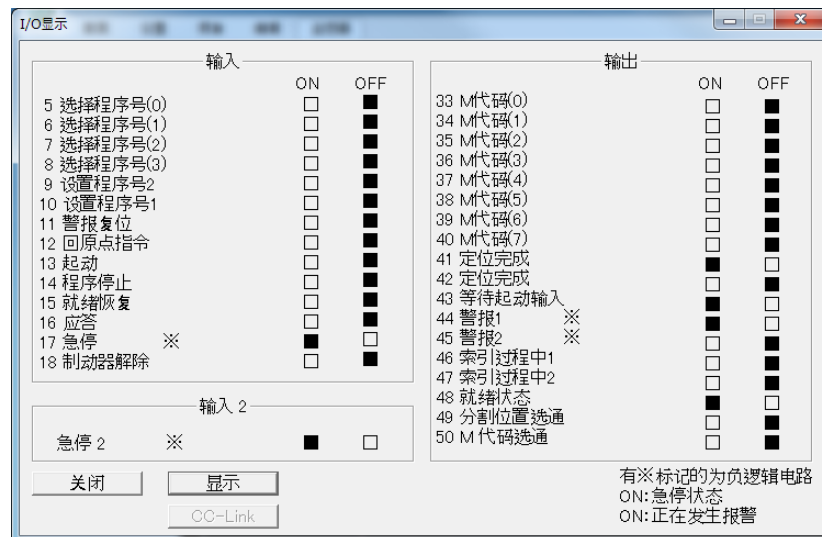 I/O显示
输入
ON OFF
5 选择程序号(0)
6 选择程序号(1)
7 选择程序号(2)
8 选择程序号(3)
9 设置程序号2
10 设置程序号1
11 警报复位
12 回原点指令
13 起动
14 程序停止
15 就绪恢复
16 应答
17 急停 ※
18 制动器解除
输入 2
急停 2 ※
关闭
显示
CC-Link
输出
ON OFF
33 M代码(0)
34 M代码(1)
35 M代码(2)
36 M代码(3)
37 M代码(4)
38 M代码(5)
39 M代码(6)
40 M代码(7)
41 定位完成
42 定位完成
43 等待起动输入
44 警报1 ※
45 警报2 ※
46 索引过程中1
47 索引过程中2
48 就绪状态
49 分割位置选通
50 M 代码选通
有※标记的为负逻辑电路
ON:急停状态
ON:正在发生报警